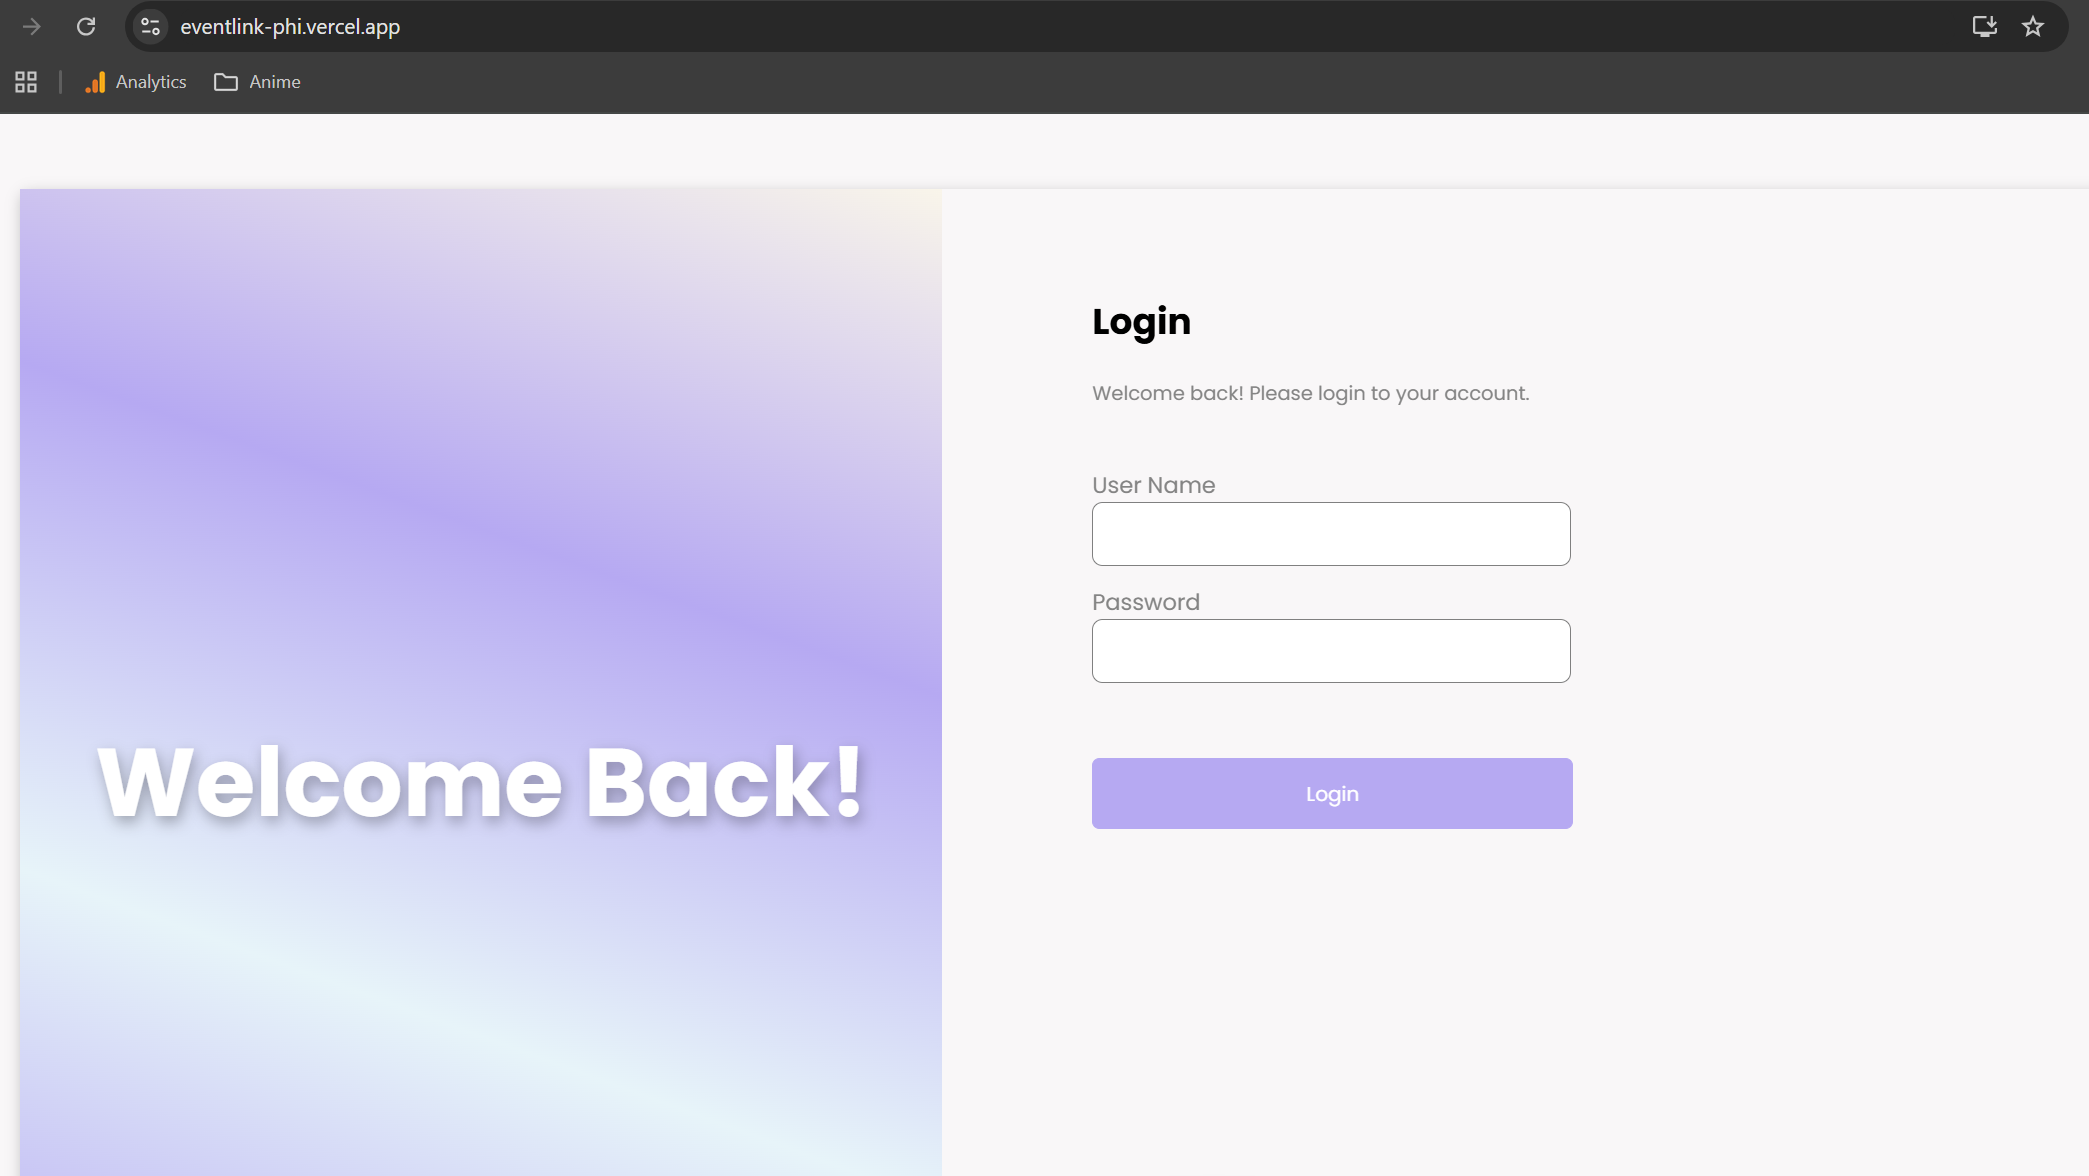 eventlink-phi.vercel.app
Analytics
Anime
Welcome Back!
Login
Welcome back! Please login to your account.
User Name
Password
Login